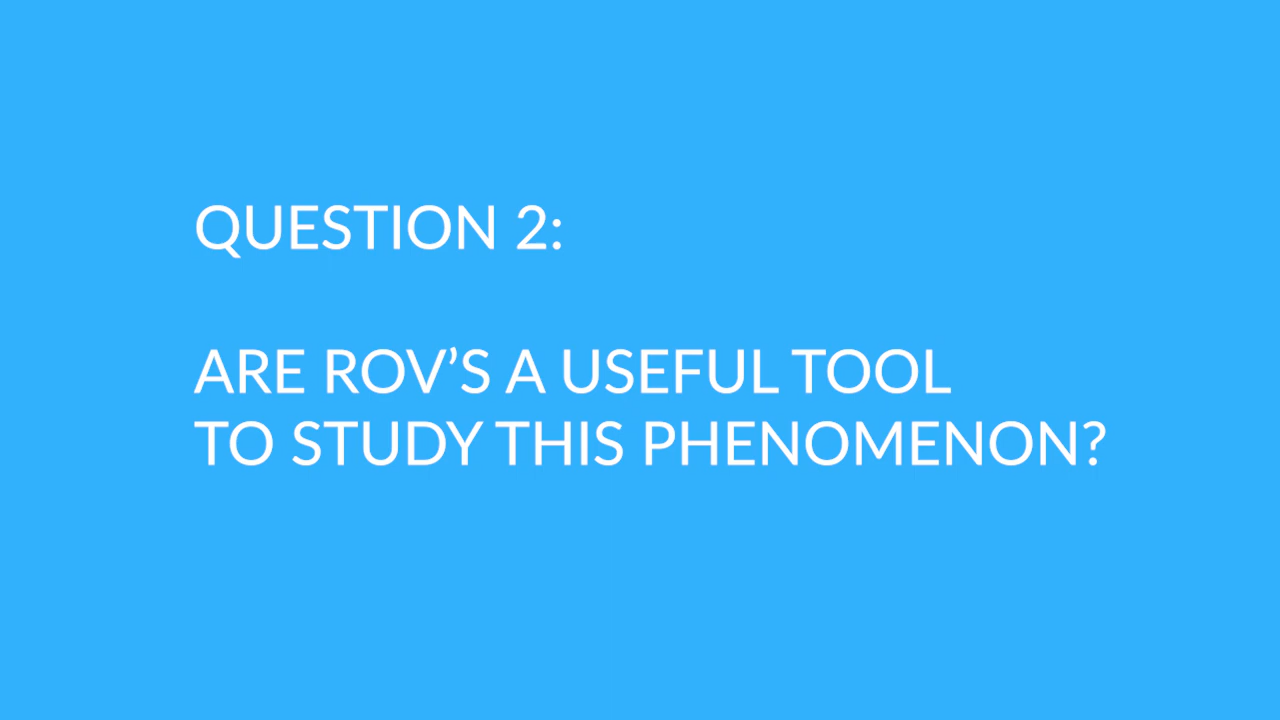 QUESTION 2:
ARE ROV’S A USEFUL TOOL
TO STUDY THIS PHENOMENON?